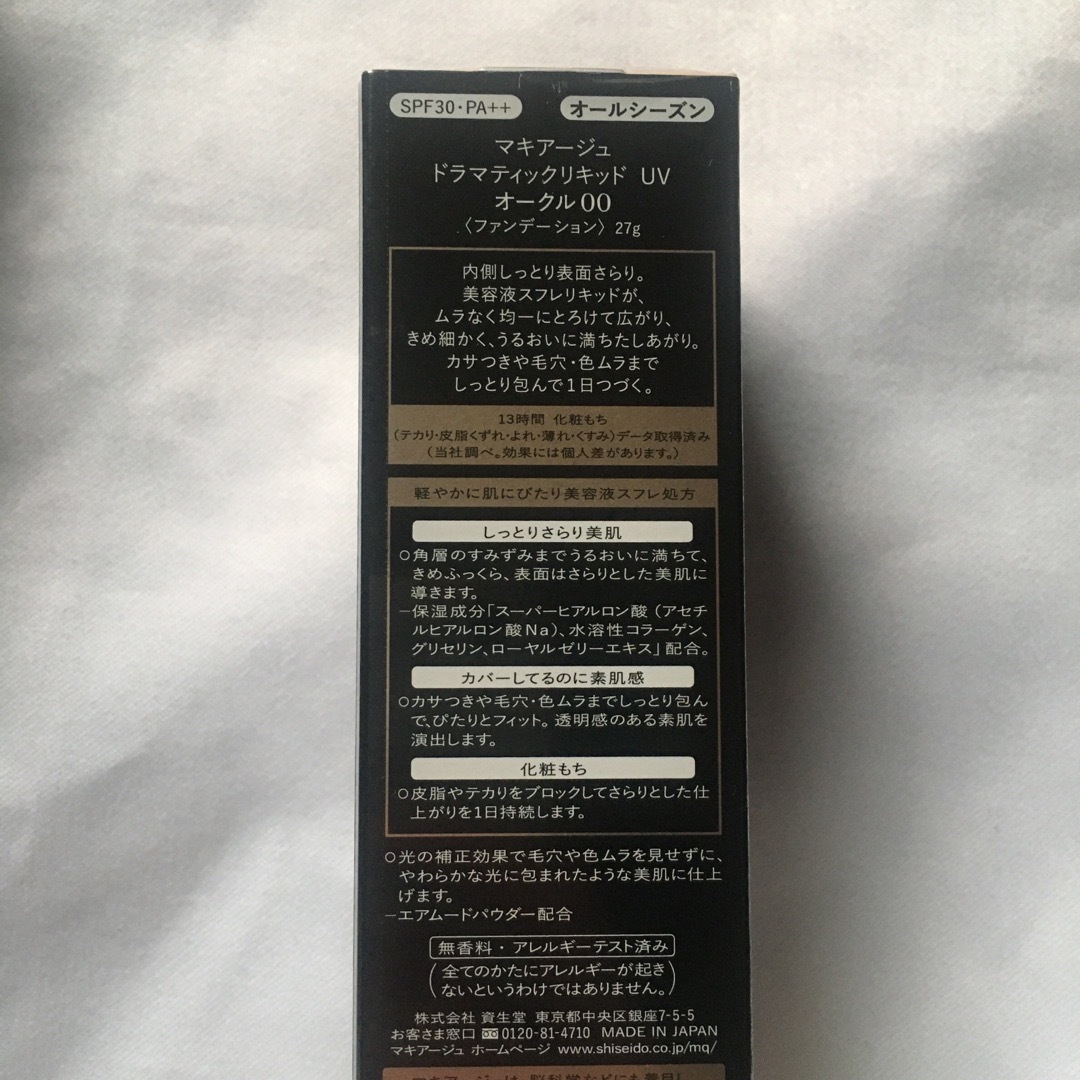 SPF30・PA++
オールシーズン
マキアージュ
ドラマティックリキッド UV
オークル00
〈ファンデーション〉 27g
内側しっとり表面さらり。
美容液スフレリキッドが、
ムラなく均一にとろけて広がり、
きめ細かく、うるおいに満ちたしあがり。
カサつきや毛穴・色ムラまで
しっとり包んで1日つづく。
13時間 化粧もち
(テカリ・皮脂くずれ・よれ・薄れ・くすみ)データ取得済み
(当社調べ。効果には個人差があります。)
軽やかに肌にぴたり美容液スフレ処方
しっとりさらり美肌
○角層のすみずみまでうるおいに満ちて、
きめふっくら、表面はさらりとした美肌に
導きます。
−保湿成分「スーパーヒアルロン酸(アセチ
ルヒアルロン酸Na)、水溶性コラーゲン、
グリセリン、ローヤルゼリーエキス」配合。
カバーしてるのに素肌感
○カサつきや毛穴・色ムラまでしっとり包ん
で、ぴたりとフィット。透明感のある素肌を
演出します。
化粧もち
○皮脂やテカリをブロックしてさらりとした仕
上がりを1日持続します。
○光の補正効果で毛穴や色ムラを見せずに、
やわらかな光に包まれたような美肌に仕上
げます。
−エアムードパウダー配合
無香料・アレルギーテスト済み
(全てのかたにアレルギーが起き
ないというわけではありません。)
株式会社 資生堂 東京都中央区銀座7-5-5
お客さま窓口 0120-81-4710 MADE IN JAPAN
マキアージュ ホームページ www.shiseido.co.jp/mq/
マキアージュは、脳科学などにも着目し